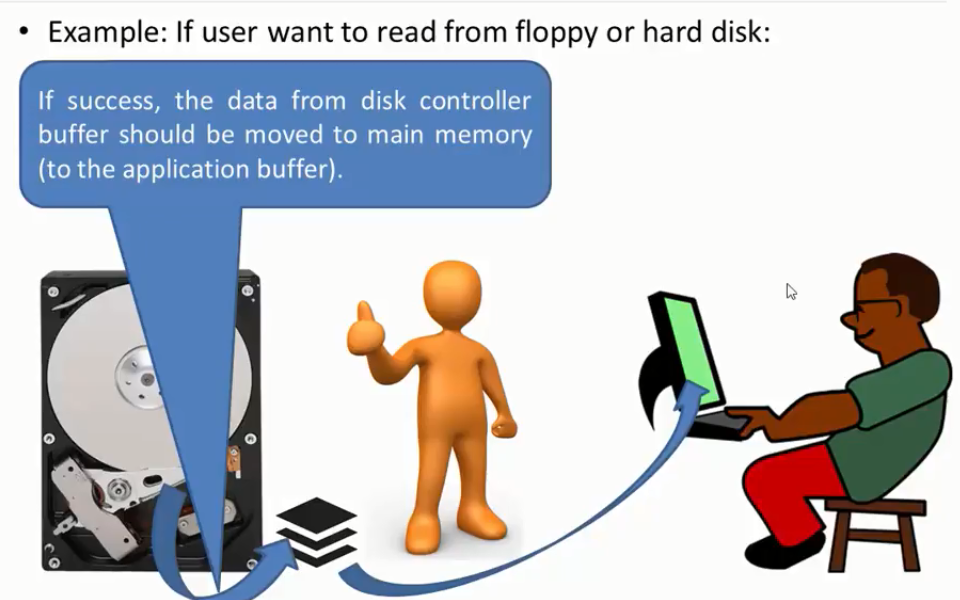 • Example: If user want to read from floppy or hard disk:
If success, the data from disk controller
buffer should be moved to main memory
(to the application buffer).